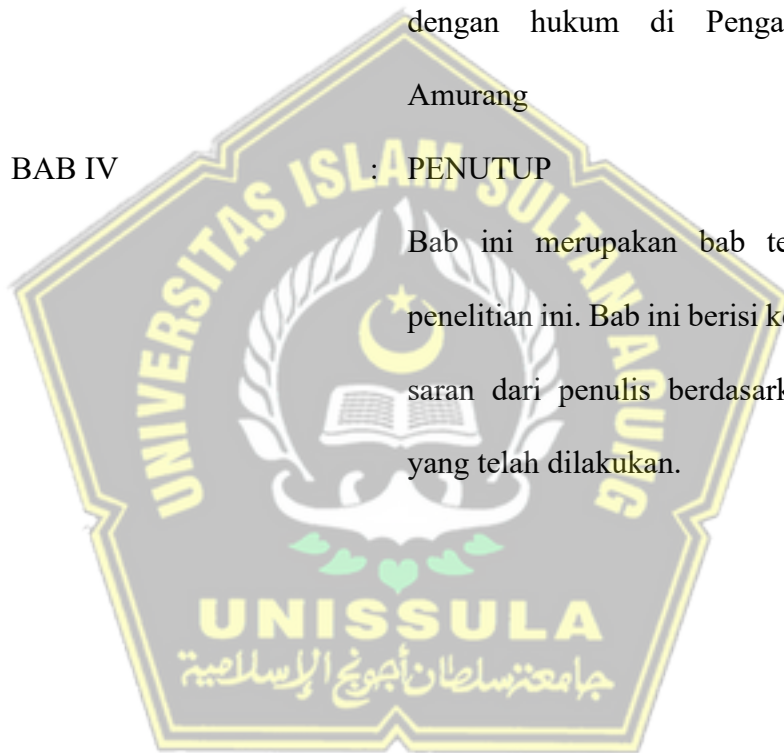 dengan hukum di Penga
Amurang
BAB IV : PENUTUP
Bab ini merupakan bab te
penelitian ini. Bab ini berisi
saran dari penulis berdasark
yang telah dilakukan.
UNIVERSITAS ISLAM SULTAN AGUNG
UNISSULA
جامعة سلطان أجونج الإسلامية